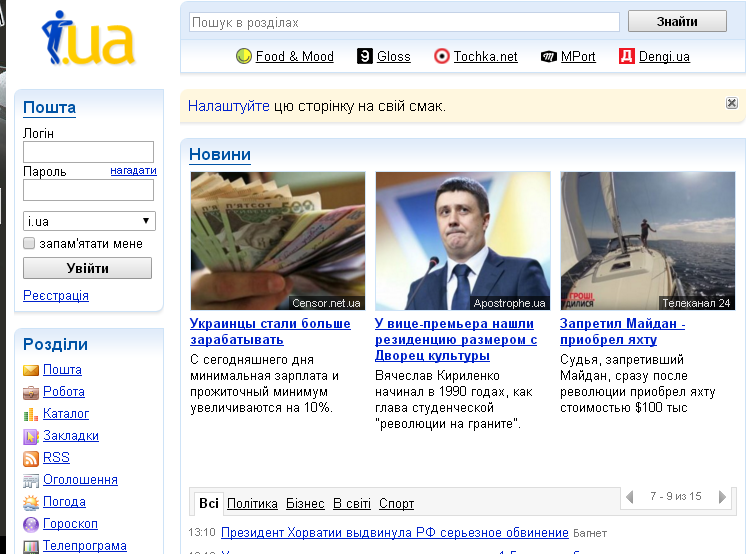 i.ua
Пошук в розділах
Знайти
Food & Mood
Gloss
Tochka.net
MPort
Dengi.ua
Пошта
Логін
Пароль
нагадати
i.ua
запам'ятати мене
Увійти
Реєстрація
Налаштуйте цю сторінку на свій смак.
Новини
Censor.net.ua
Apostrophe.ua
ГРОШІ
Телеканал 24
Украинцы стали больше
зарабатывать
С сегодняшнего дня
минимальная зарплата и
прожиточный минимум
увеличиваются на 10%.
У вице-премьера нашли
резиденцию размером с
Дворец культуры
Вячеслав Кириленко
начинал в 1990 годах, как
глава студенческой
"революции на граните".
Запретил Майдан -
приобрел яхту
Судья, запретивший
Майдан, сразу после
революции приобрел яхту
стоимостью $100 тыс
Розділи
Пошта
Робота
Каталог
Закладки
RSS
Оголошення
Погода
Гороскоп
Телепрограма
Всі
Політика
Бізнес
В світі
Спорт
7 - 9 из 15
13:10 Президент Хорватии выдвинула РФ серьезное обвинение Багнет